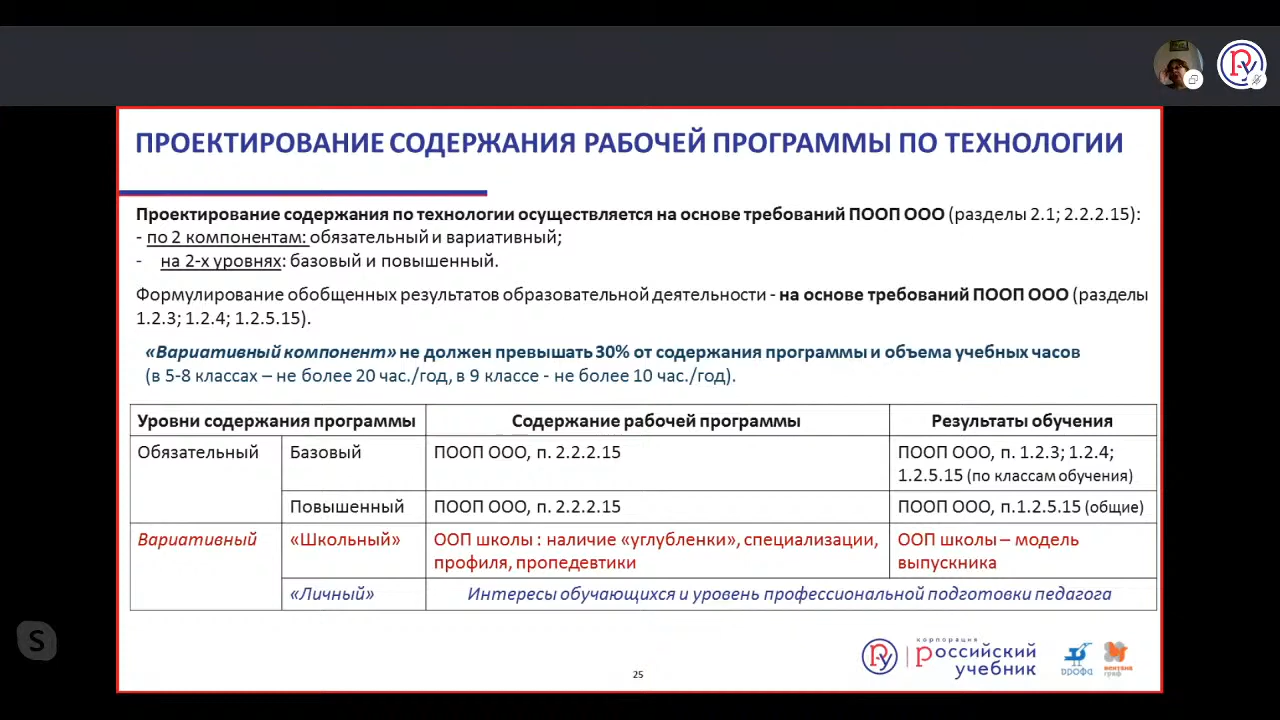 ПРОЕКТИРОВАНИЕ СОДЕРЖАНИЯ РАБОЧЕЙ ПРОГРАММЫ ПО ТЕХНОЛОГИИ
Проектирование содержания по технологии осуществляется на основе требований ПООП ООО (разделы 2.1; 2.2.2.15):
- по 2 компонентам: обязательный и вариативный;
- на 2-х уровнях: базовый и повышенный.
Формулирование обобщенных результатов образовательной деятельности - на основе требований ПООП ООО (разделы
1.2.3; 1.2.4; 1.2.5.15).
«Вариативный компонент» не должен превышать 30% от содержания программы и объема учебных часов
(в 5-8 классах – не более 20 час./год, в 9 классе - не более 10 час./год).
Уровни содержания программы Содержание рабочей программы Результаты обучения
Обязательный Базовый ПООП ООО, п. 2.2.2.15 ПООП ООО, п. 1.2.3; 1.2.4;
1.2.5.15 (по классам обучения)
Повышенный ПООП ООО, п. 2.2.2.15 ПООП ООО, п.1.2.5.15 (общие)
Вариативный «Школьный» ООП школы : наличие «углубленки», специализации, ООП школы – модель
профиля, пропедевтики выпускника
«Личный» Интересы обучающихся и уровень профессиональной подготовки педагога
S
корпорация
российский
учебник
дрофа
вентана
граф
25